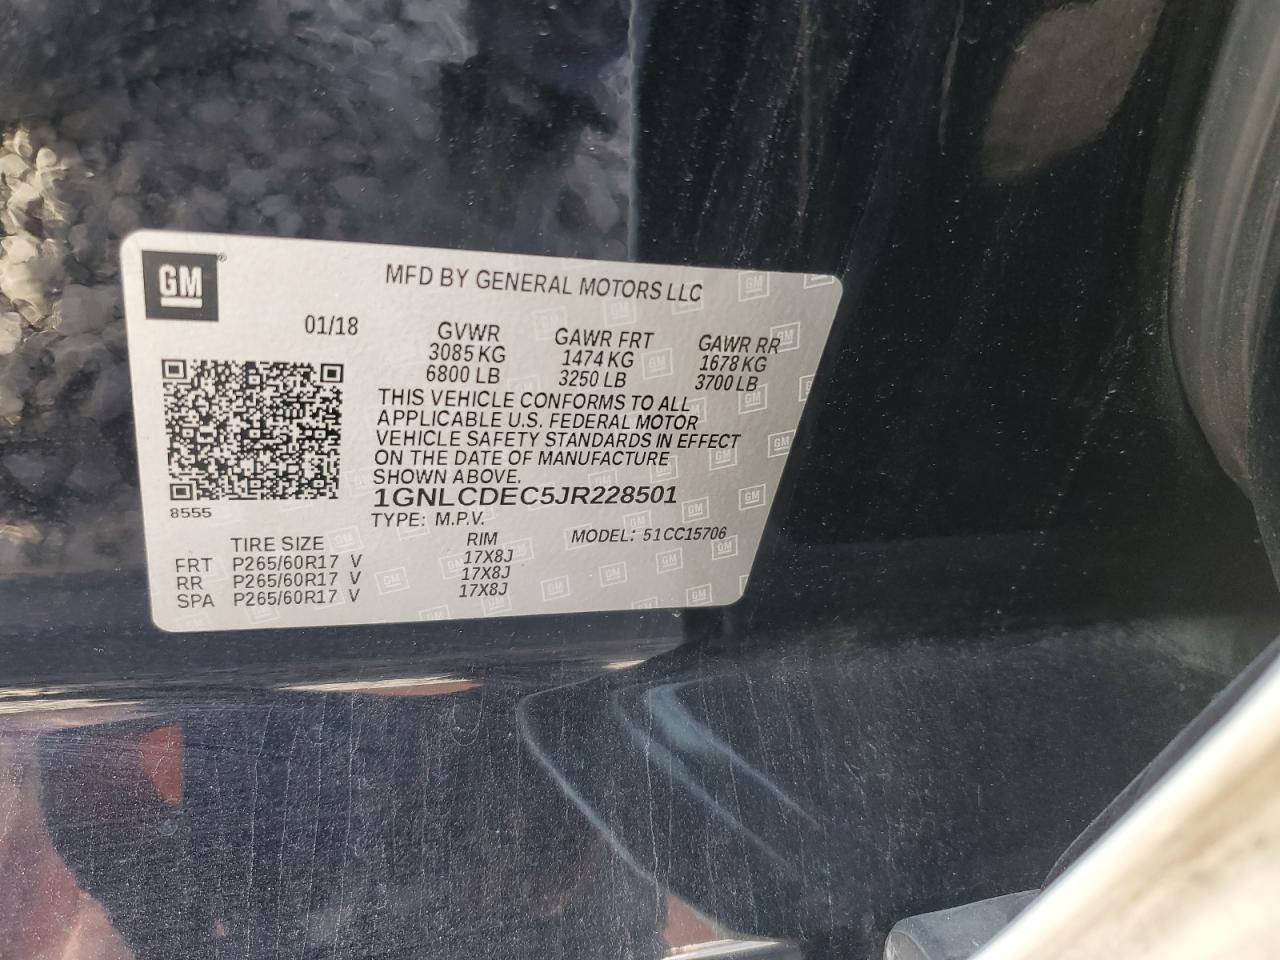 GM®
MFD BY GENERAL MOTORS LLC
01/18
GVWR GAWR FRT GAWR RR
3085 KG 1474 KG 1678 KG
6800 LB 3250 LB 3700 LB
THIS VEHICLE CONFORMS TO ALL
APPLICABLE U.S. FEDERAL MOTOR
VEHICLE SAFETY STANDARDS IN EFFECT
ON THE DATE OF MANUFACTURE
SHOWN ABOVE.
1GNLCDEC5JR228501
8555
TYPE: M.P.V.
MODEL: 51CC15706
TIRE SIZE RIM
FRT P265/60R17 V 17X8J
RR P265/60R17 V 17X8J
SPA P265/60R17 V 17X8J